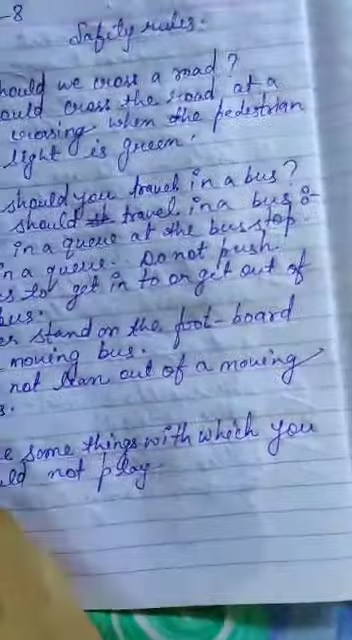 -8
Safity rules.
hould we cross a road?
ould cross the road at a
crossing when the pedestrian
light is green.
should you travel in a bus?
should travel in a bus :-
in a queue at the bus stop.
n a queue. Do not push.
to get in to or get out of
bus.
er stand on the foot-board
moving bus.
not lean out of a moving
s.
e some things with which you
ld not play.